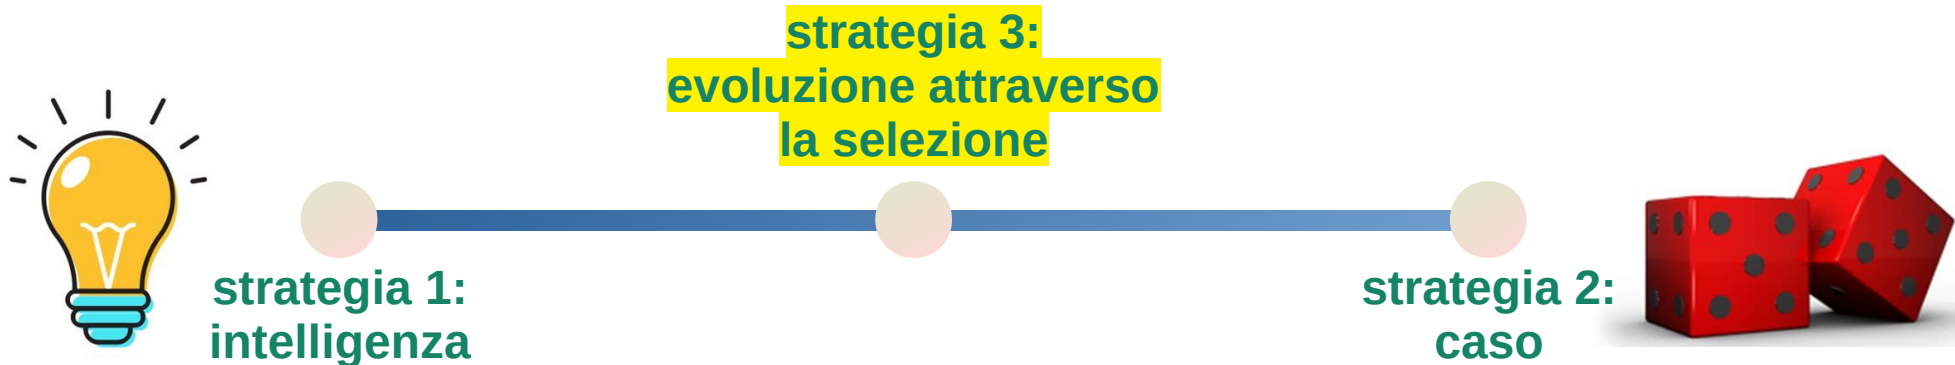 strategia 3:
evoluzione attraverso
la selezione
strategia 1:
intelligenza
strategia 2:
caso